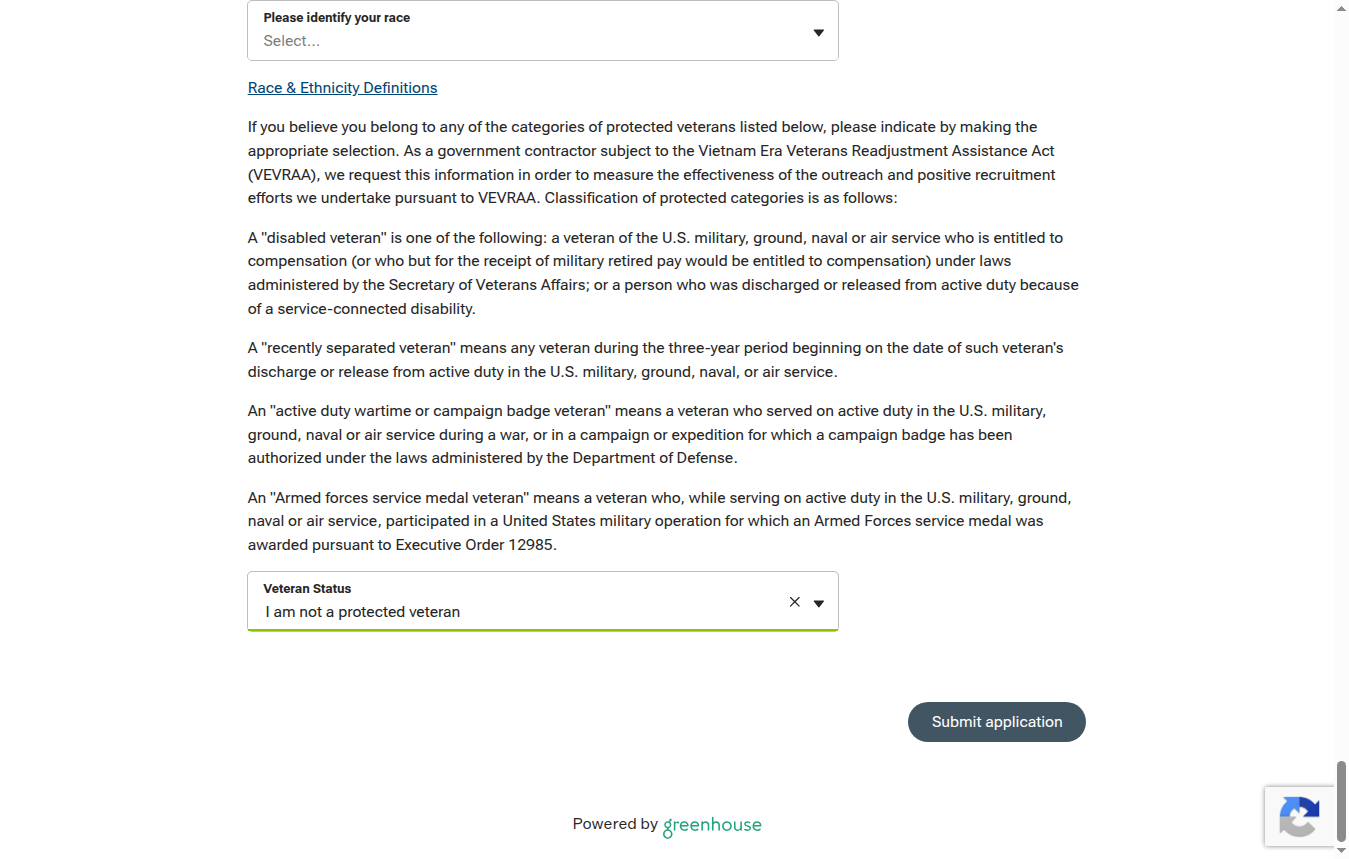 Please identify your race
Select...
Race & Ethnicity Definitions
If you believe you belong to any of the categories of protected veterans listed below, please indicate by making the
appropriate selection. As a government contractor subject to the Vietnam Era Veterans Readjustment Assistance Act
(VEVRAA), we request this information in order to measure the effectiveness of the outreach and positive recruitment
efforts we undertake pursuant to VEVRAA. Classification of protected categories is as follows:
A "disabled veteran" is one of the following: a veteran of the U.S. military, ground, naval or air service who is entitled to
compensation (or who but for the receipt of military retired pay would be entitled to compensation) under laws
administered by the Secretary of Veterans Affairs; or a person who was discharged or released from active duty because
of a service-connected disability.
A "recently separated veteran" means any veteran during the three-year period beginning on the date of such veteran's
discharge or release from active duty in the U.S. military, ground, naval, or air service.
An "active duty wartime or campaign badge veteran" means a veteran who served on active duty in the U.S. military,
ground, naval or air service during a war, or in a campaign or expedition for which a campaign badge has been
authorized under the laws administered by the Department of Defense.
An "Armed forces service medal veteran" means a veteran who, while serving on active duty in the U.S. military, ground,
naval or air service, participated in a United States military operation for which an Armed Forces service medal was
awarded pursuant to Executive Order 12985.
Veteran Status
I am not a protected veteran
Submit application
Powered by greenhouse